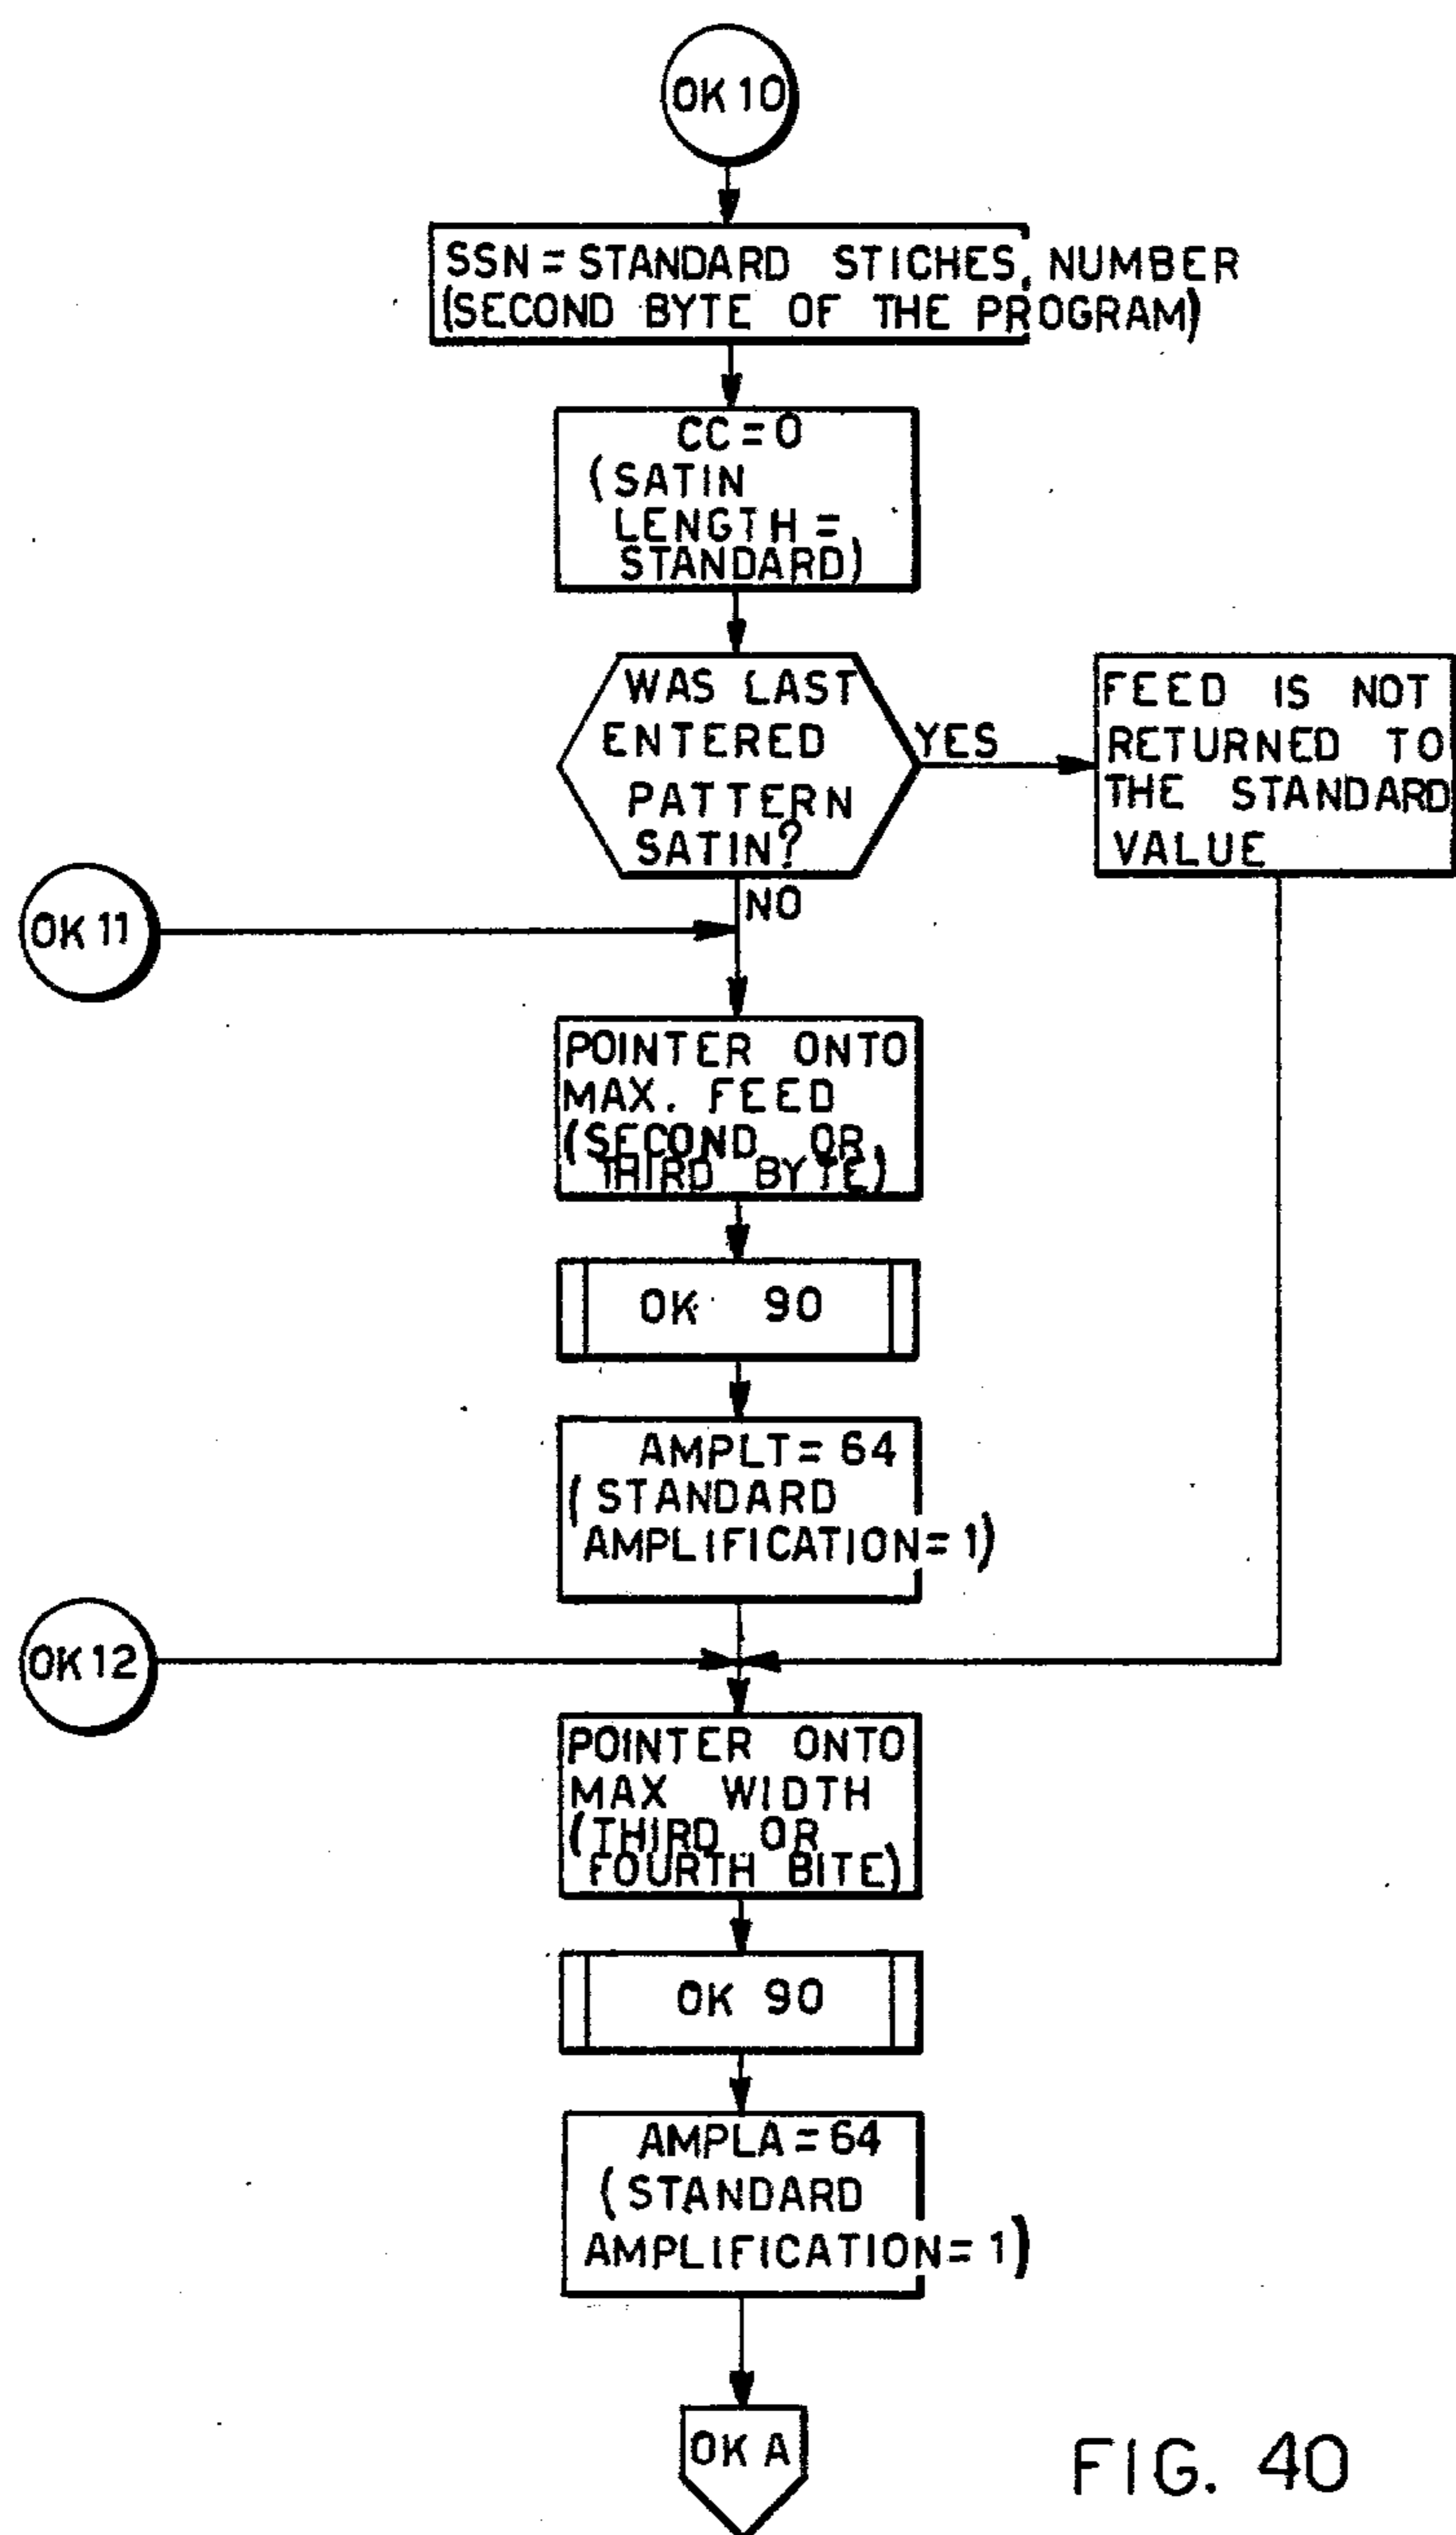 OK 10
SSN = STANDARD STICHES, NUMBER
(SECOND BYTE OF THE PROGRAM)
CC = 0
(SATIN
LENGTH =
STANDARD)
WAS LAST
ENTERED
PATTERN
SATIN?
YES
FEED IS NOT
RETURNED TO
THE STANDARD
VALUE
NO
OK 11
POINTER ONTO
MAX. FEED
(SECOND OR
THIRD BYTE)
OK 90
AMPLT = 64
(STANDARD
AMPLIFICATION = 1)
OK 12
POINTER ONTO
MAX WIDTH
(THIRD OR
FOURTH BITE)
OK 90
AMPLA = 64
(STANDARD
AMPLIFICATION = 1)
OK A
FIG. 40